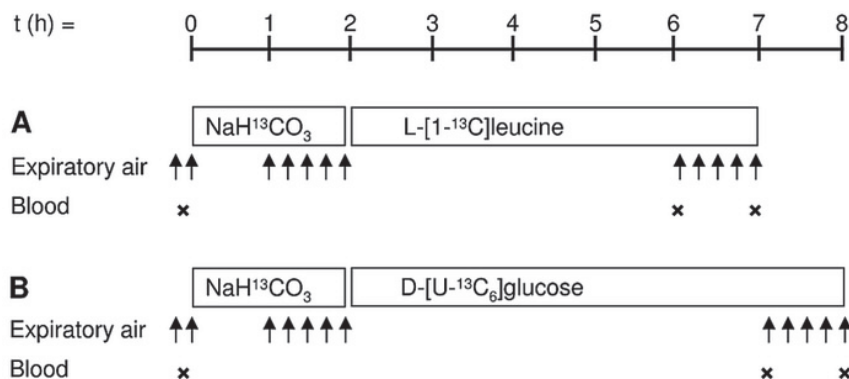 t (h) = 0 1 2 3 4 5 6 7 8
A NaH¹³CO₃ L-[1-¹³C]leucine
Expiratory air
Blood
B NaH¹³CO₃ D-[U-¹³C₆]glucose
Expiratory air
Blood